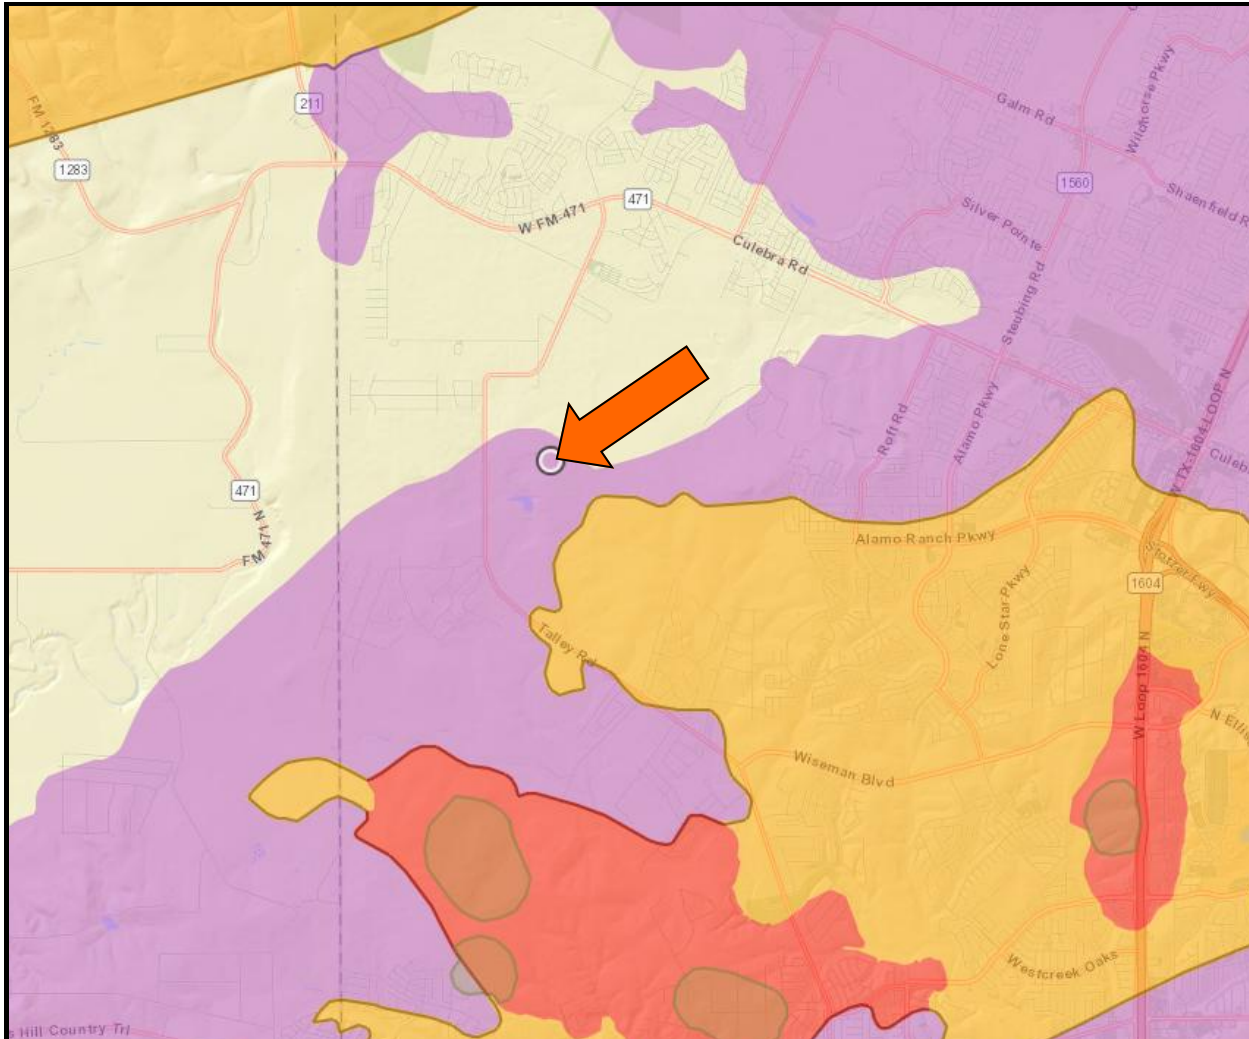 Galm Rd
Wildhorse Pkwy
211
FM 1283
1283
1560
Shaenfield R
471
W FM-471
Silver Pointe
Culebra Rd
Steubing Rd
W TX-1604 LOOP N
Roft Rd
Alamo Pkwy
Culeb
471
FM 471 N
Alamo Ranch Pkwy
Stotzer Fwy
1604
Lone Star Pkwy
Talley Rd
W Loop 1604 N
N Ellis
Wiseman Blvd
Westcreek Oaks
s Hill Country Trl